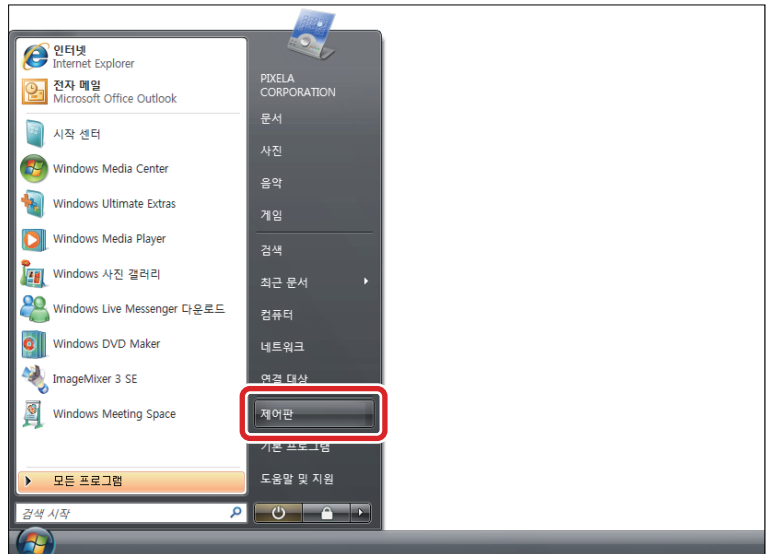 인터넷
Internet Explorer
전자 메일
Microsoft Office Outlook
시작 센터
Windows Media Center
Windows Ultimate Extras
Windows Media Player
Windows 사진 갤러리
Windows Live Messenger 다운로드
Windows DVD Maker
ImageMixer 3 SE
Windows Meeting Space
모든 프로그램
검색 시작
PIXELA
CORPORATION
문서
사진
음악
게임
검색
최근 문서
컴퓨터
네트워크
연결 대상
제어판
기본 프로그램
도움말 및 지원